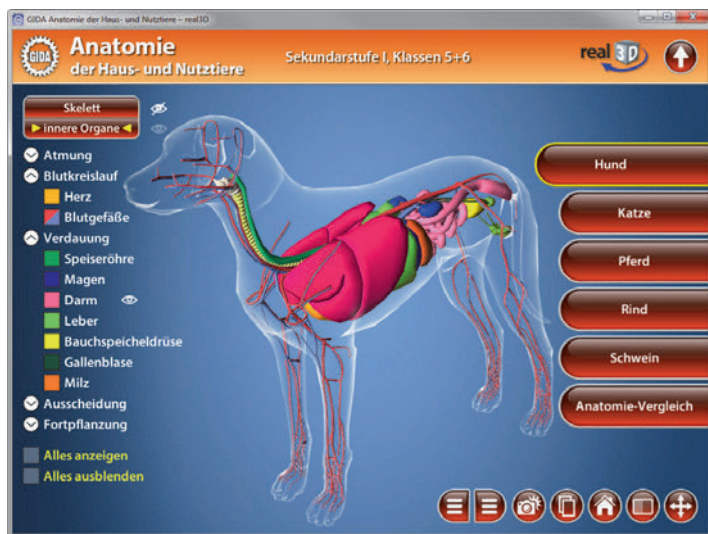 GIDA Anatomie der Haus- und Nutztiere – real3D
GIDA
Anatomie
der Haus- und Nutztiere
Sekundarstufe I, Klassen 5+6
real 3D
Skelett
innere Organe
Atmung
Blutkreislauf
Herz
Blutgefäße
Verdauung
Speiseröhre
Magen
Darm
Leber
Bauchspeicheldrüse
Gallenblase
Milz
Ausscheidung
Fortpflanzung
Alles anzeigen
Alles ausblenden
Hund
Katze
Pferd
Rind
Schwein
Anatomie-Vergleich